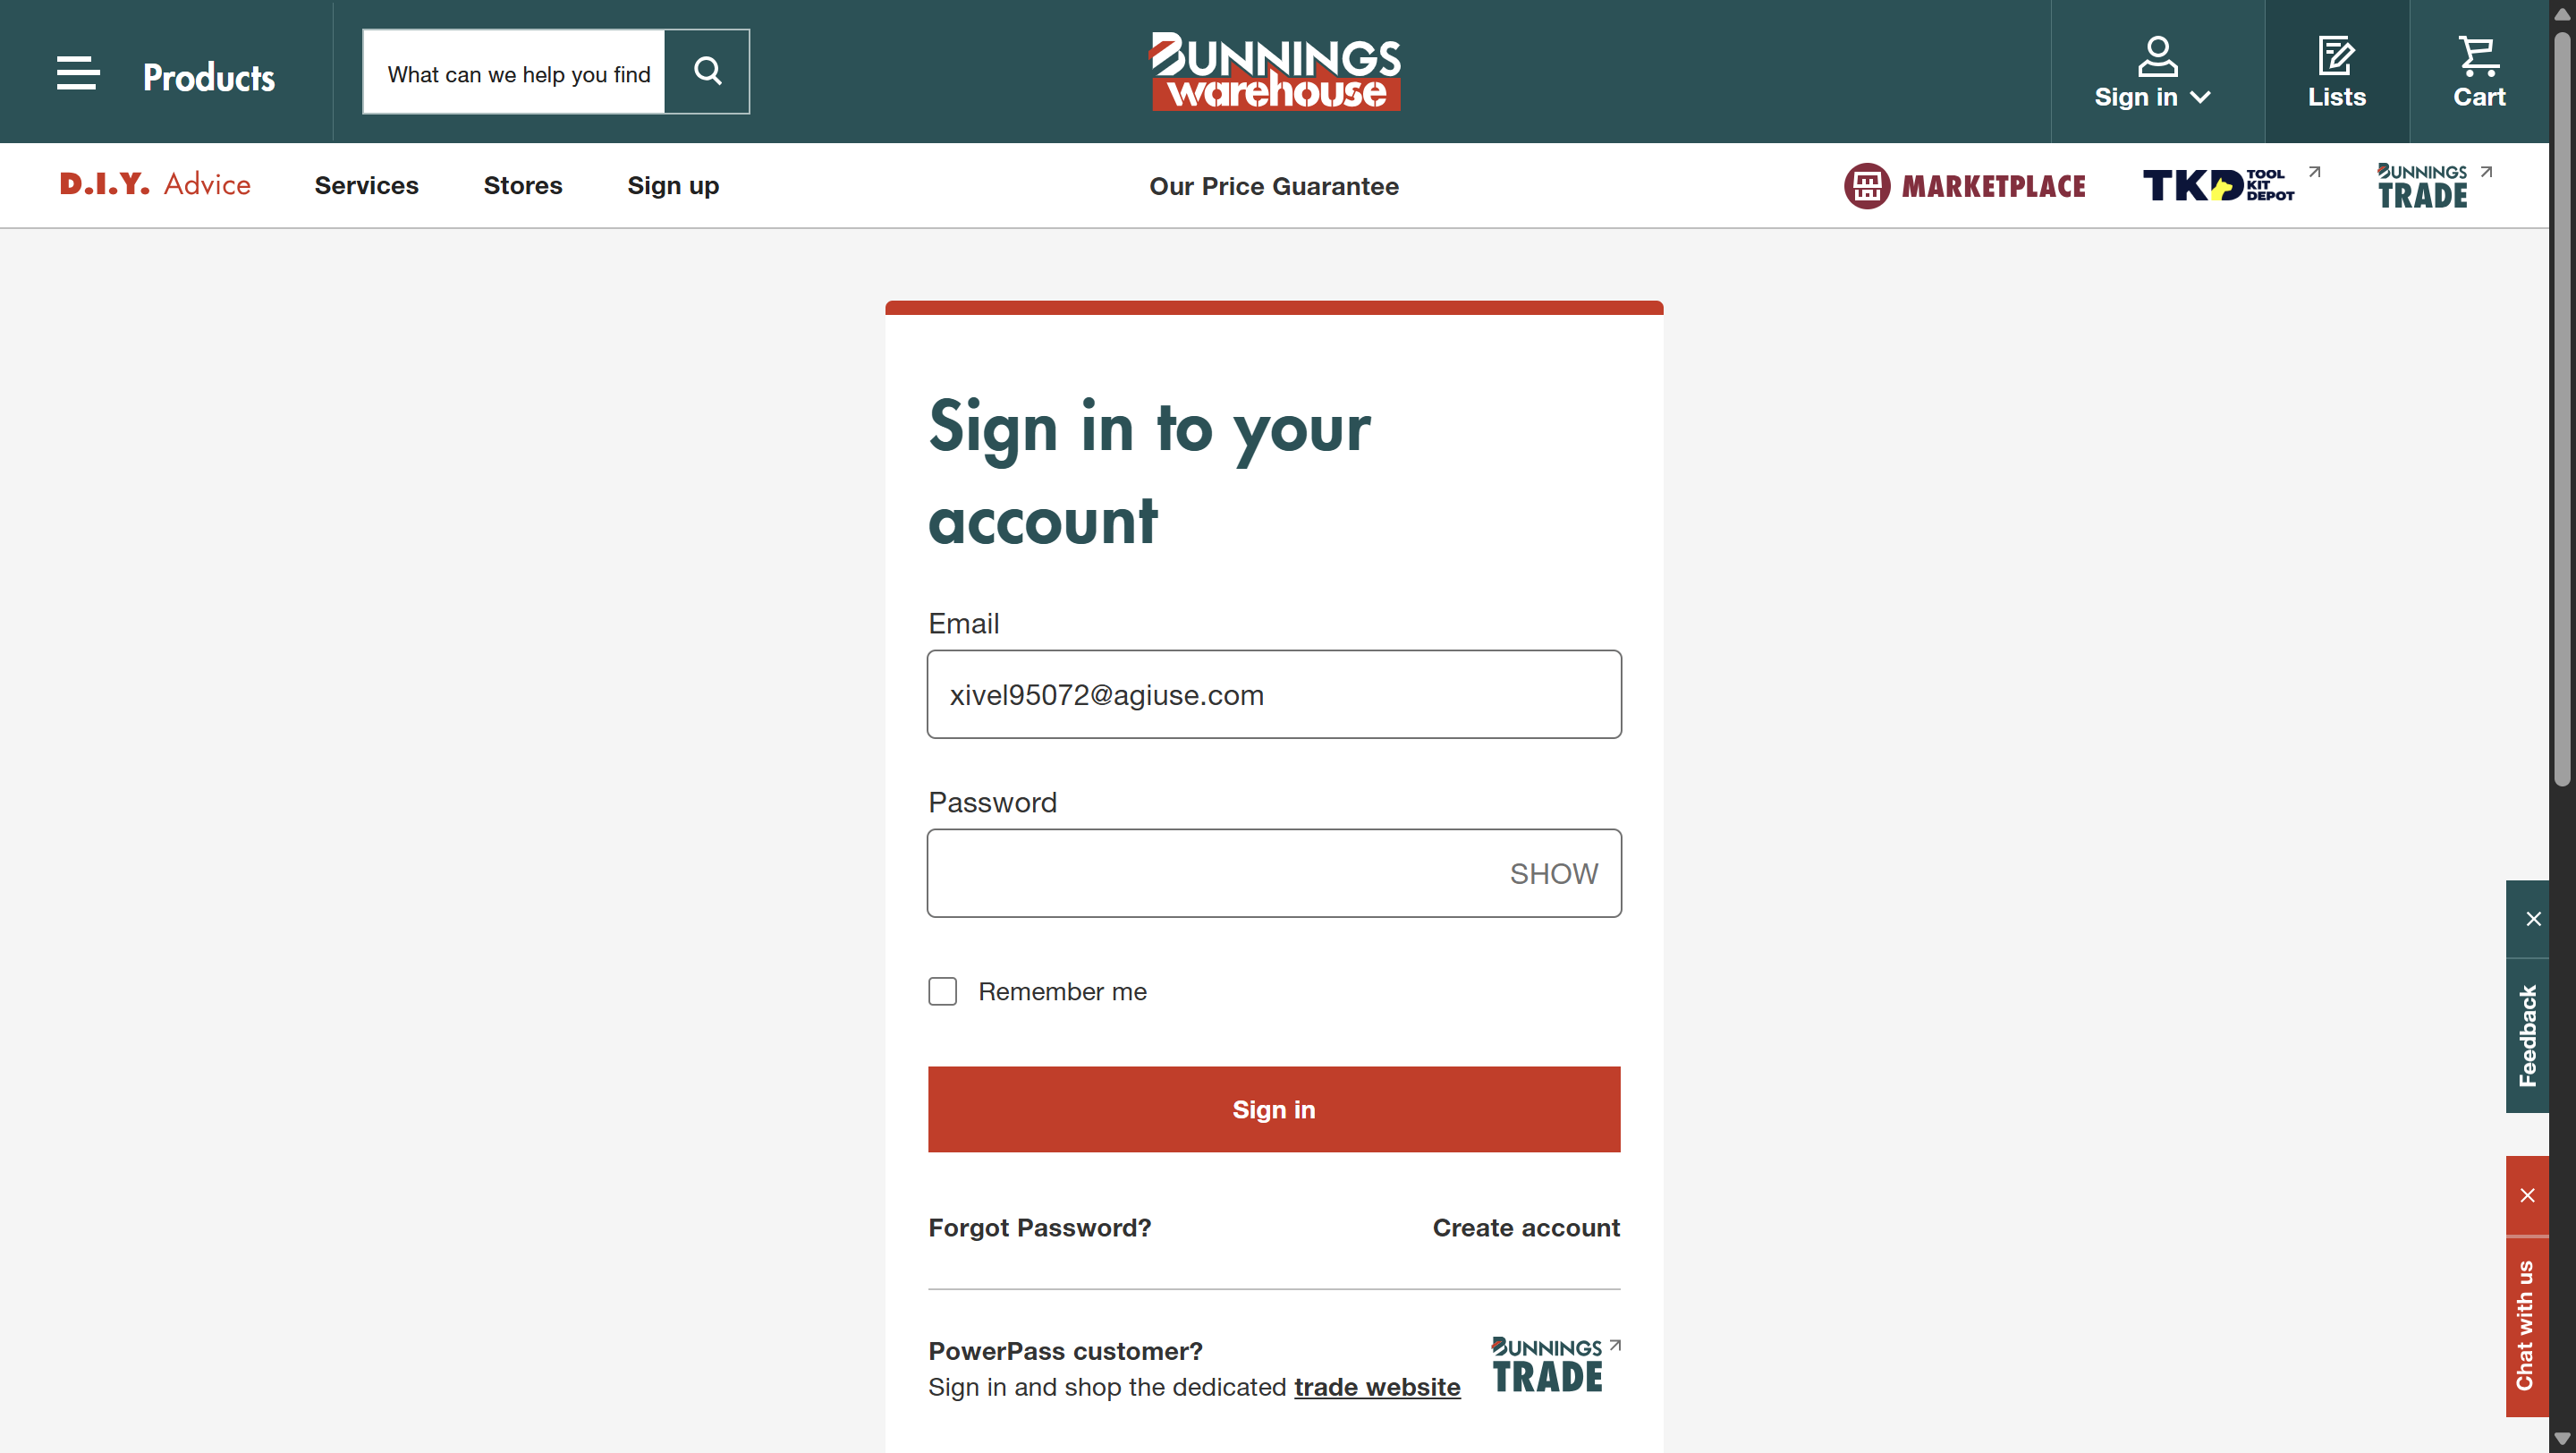 Products
What can we help you find
BUNNINGS
warehouse
Sign in
Lists
Cart
D.I.Y. Advice
Services
Stores
Sign up
Our Price Guarantee
MARKETPLACE
TKD TOOL KIT DEPOT
BUNNINGS
TRADE
Sign in to your
account
Email
xivel95072@agiuse.com
Password
SHOW
Remember me
Sign in
Forgot Password?
Create account
PowerPass customer?
Sign in and shop the dedicated trade website
BUNNINGS
TRADE
Feedback
Chat with us